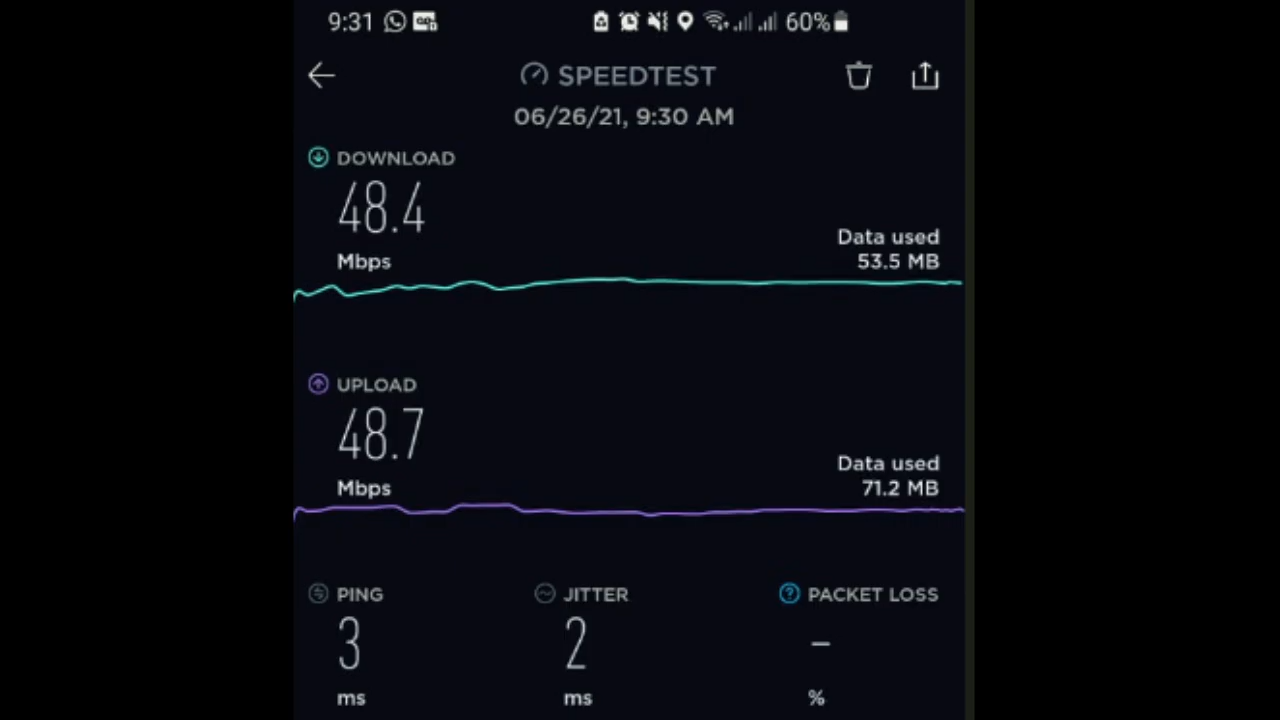 9:31 60%
SPEEDTEST
06/26/21, 9:30 AM
DOWNLOAD
48.4
Mbps
Data used
53.5 MB
UPLOAD
48.7
Mbps
Data used
71.2 MB
PING JITTER PACKET LOSS
3 2 –
ms ms %